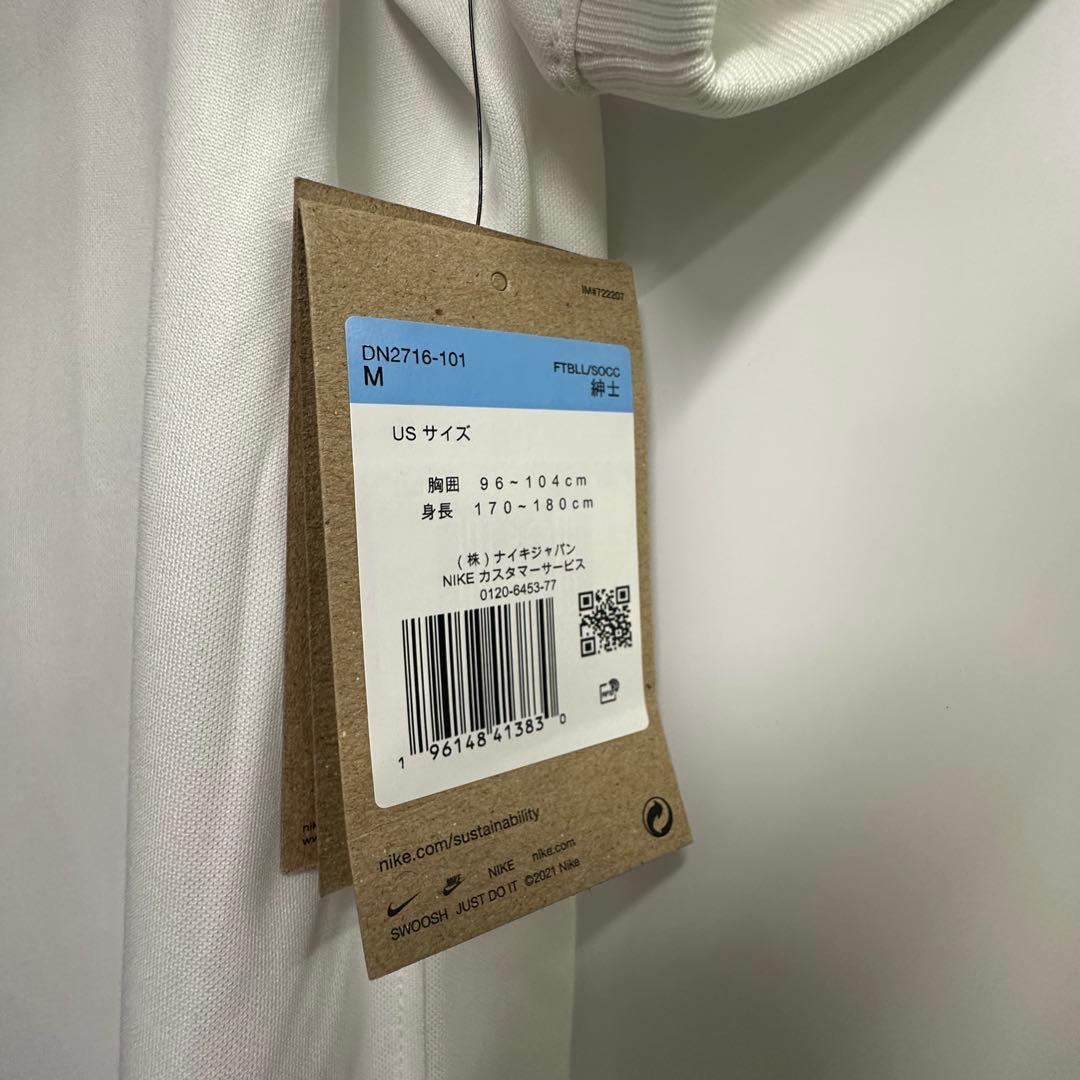 IM#722207
DN2716-101
M
FTBLL/SOCC
紳士
US サイズ
胸囲 96~104cm
身長 170~180cm
(株)ナイキジャパン
NIKE カスタマーサービス
0120-6453-77
1 96148 41383 0
nike.com/sustainability
NIKE nike.com
SWOOSH JUST DO IT ©2021 Nike